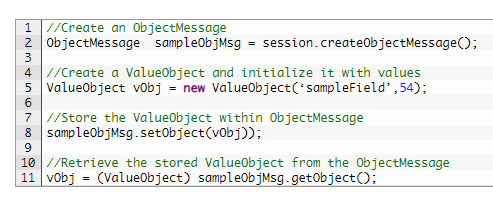 1 //Create an ObjectMessage
2 ObjectMessage  sampleObjMsg = session.createObjectMessage();
3
4 //Create a ValueObject and initialize it with values
5 ValueObject vObj = new ValueObject(‘sampleField’,54);
6
7 //Store the ValueObject within ObjectMessage
8 sampleObjMsg.setObject(vObj));
9
10 //Retrieve the stored ValueObject from the ObjectMessage
11 vObj = (ValueObject) sampleObjMsg.getObject();